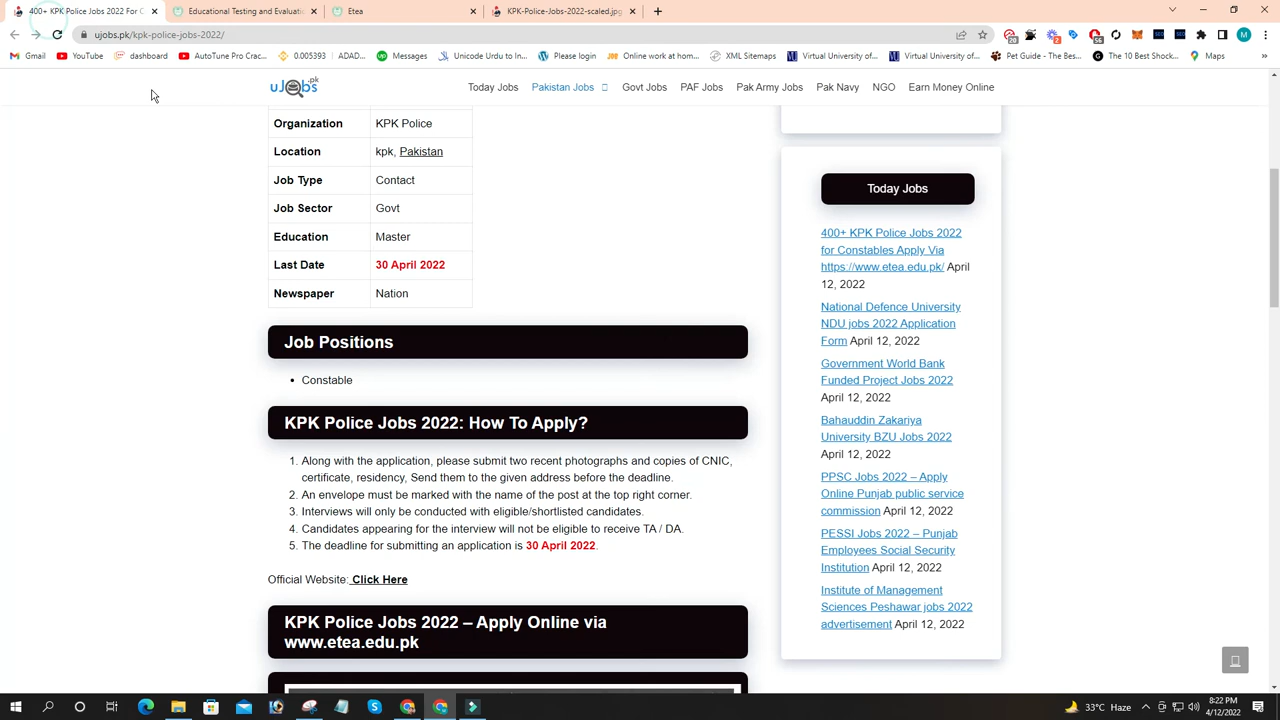 400+ KPK Police Jobs 2022 For C
Educational Testing and Evaluatio
Etea
KPK-Police-Jobs-2022-scaled.jpg
ujobs.pk/kpk-police-jobs-2022/
Gmail
YouTube
dashboard
AutoTune Pro Crac...
0.005393 | ADA/...
Messages
Unicode Urdu to In...
Please login
Online work at hom...
XML Sitemaps
Virtual University of...
Virtual University of...
Pet Guide - The Bes...
The 10 Best Shock...
Maps
uJobs.pk
Today Jobs
Pakistan Jobs
Govt Jobs
PAF Jobs
Pak Army Jobs
Pak Navy
NGO
Earn Money Online
Organization KPK Police
Location kpk, Pakistan
Job Type Contact
Job Sector Govt
Education Master
Last Date 30 April 2022
Newspaper Nation
Job Positions
• Constable
KPK Police Jobs 2022: How To Apply?
1. Along with the application, please submit two recent photographs and copies of CNIC,
certificate, residency, Send them to the given address before the deadline.
2. An envelope must be marked with the name of the post at the top right corner.
3. Interviews will only be conducted with eligible/shortlisted candidates.
4. Candidates appearing for the interview will not be eligible to receive TA / DA.
5. The deadline for submitting an application is 30 April 2022.
Official Website: Click Here
KPK Police Jobs 2022 – Apply Online via
www.etea.edu.pk
Today Jobs
400+ KPK Police Jobs 2022
for Constables Apply Via
https://www.etea.edu.pk/ April
12, 2022
National Defence University
NDU jobs 2022 Application
Form April 12, 2022
Government World Bank
Funded Project Jobs 2022
April 12, 2022
Bahauddin Zakariya
University BZU Jobs 2022
April 12, 2022
PPSC Jobs 2022 – Apply
Online Punjab public service
commission April 12, 2022
PESSI Jobs 2022 – Punjab
Employees Social Security
Institution April 12, 2022
Institute of Management
Sciences Peshawar jobs 2022
advertisement April 12, 2022
33°C Haze
8:22 PM
4/12/2022